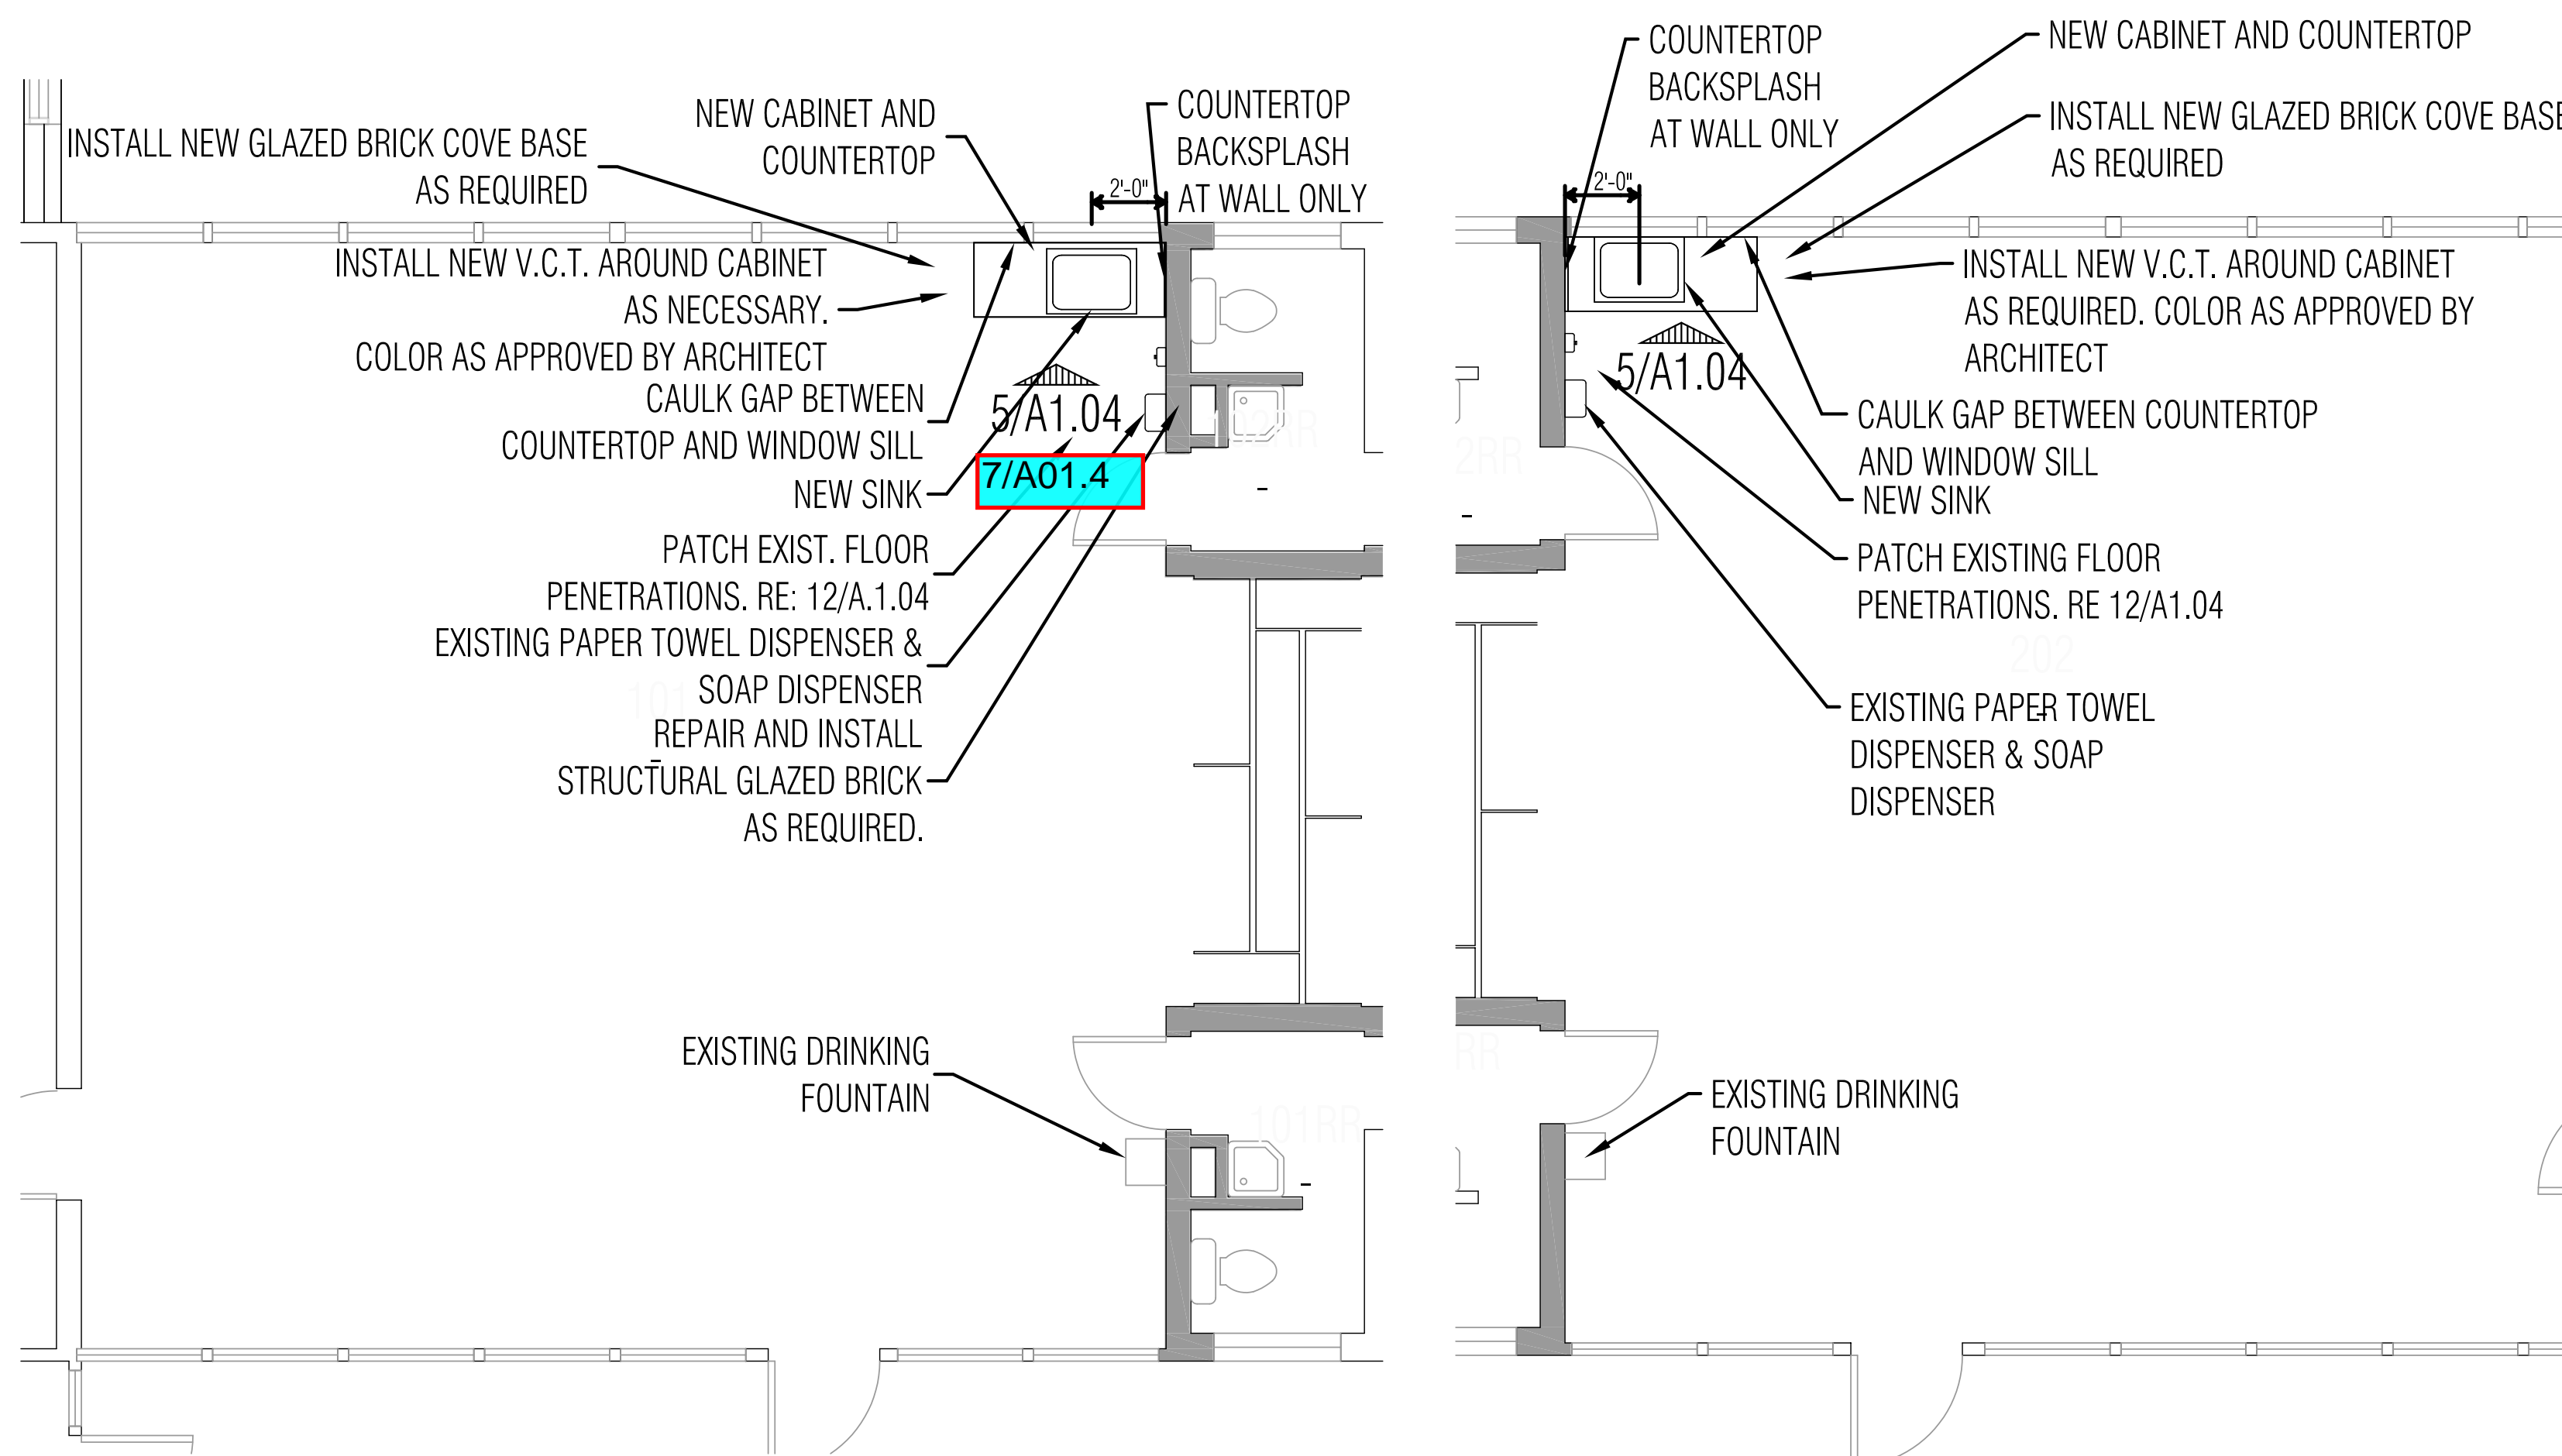 INSTALL NEW GLAZED BRICK COVE BASE
AS REQUIRED
NEW CABINET AND
COUNTERTOP
COUNTERTOP
BACKSPLASH
AT WALL ONLY
2'-0"
INSTALL NEW V.C.T. AROUND CABINET
AS NECESSARY.
COLOR AS APPROVED BY ARCHITECT
CAULK GAP BETWEEN
COUNTERTOP AND WINDOW SILL
5/A1.04
7/A01.4
NEW SINK
PATCH EXIST. FLOOR
PENETRATIONS. RE: 12/A.1.04
EXISTING PAPER TOWEL DISPENSER &
SOAP DISPENSER
101
REPAIR AND INSTALL
STRUCTURAL GLAZED BRICK
AS REQUIRED.
102RR
EXISTING DRINKING
FOUNTAIN
101RR
COUNTERTOP
BACKSPLASH
AT WALL ONLY
NEW CABINET AND COUNTERTOP
INSTALL NEW GLAZED BRICK COVE BASE
AS REQUIRED
2'-0"
INSTALL NEW V.C.T. AROUND CABINET
AS REQUIRED. COLOR AS APPROVED BY
ARCHITECT
5/A1.04
CAULK GAP BETWEEN COUNTERTOP
AND WINDOW SILL
NEW SINK
2RR
PATCH EXISTING FLOOR
PENETRATIONS. RE 12/A1.04
202
EXISTING PAPER TOWEL
DISPENSER & SOAP
DISPENSER
RR
EXISTING DRINKING
FOUNTAIN